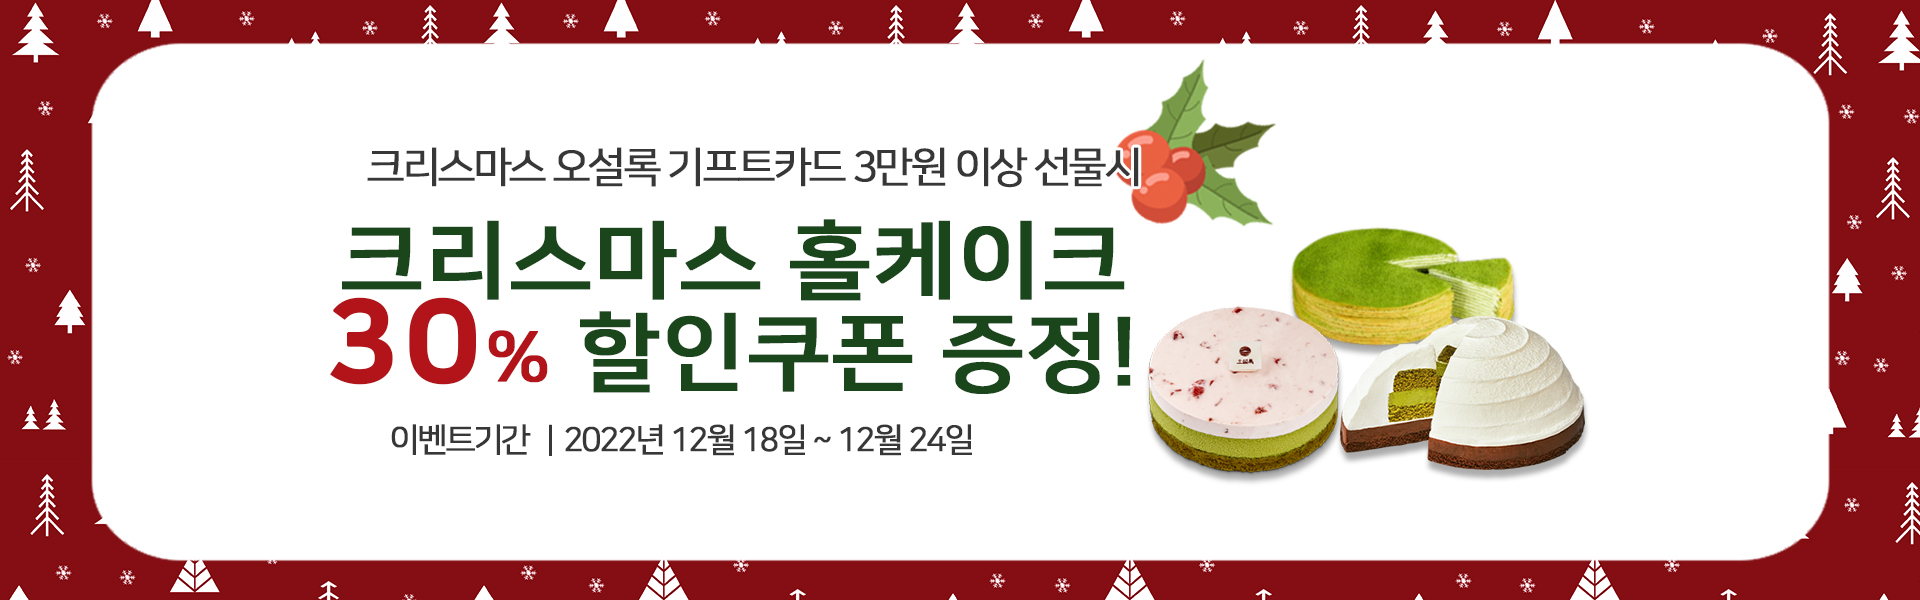 크리스마스 오설록 기프트카드 3만원 이상 선물시
크리스마스 홀케이크
30% 할인쿠폰 증정!
이벤트기간 | 2022년 12월 18일 ~ 12월 24일